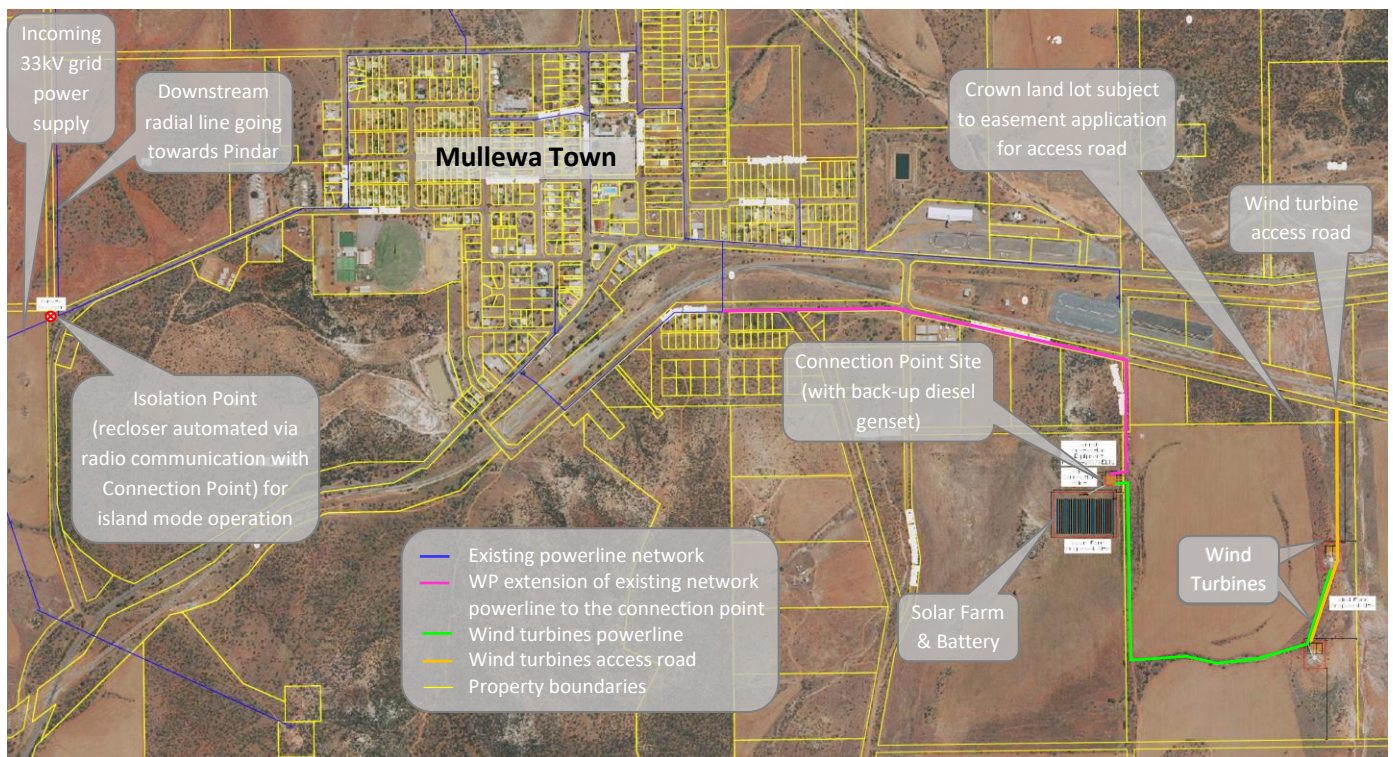 Incoming
33kV grid
power
supply
Downstream
radial line going
towards Pindar
Mullewa Town
Crown land lot subject
to easement application
for access road
Wind turbine
access road
Connection Point Site
(with back-up diesel
genset)
Isolation Point
(recloser automated via
radio communication with
Connection Point) for
island mode operation
Wind
Turbines
Solar Farm
& Battery
Existing powerline network
WP extension of existing network
powerline to the connection point
Wind turbines powerline
Wind turbines access road
Property boundaries